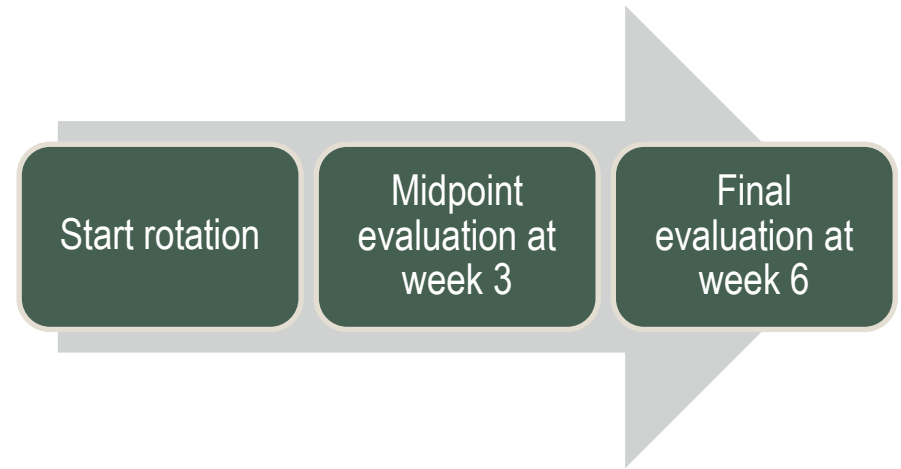 Start rotation
Midpoint
evaluation at
week 3
Final
evaluation at
week 6